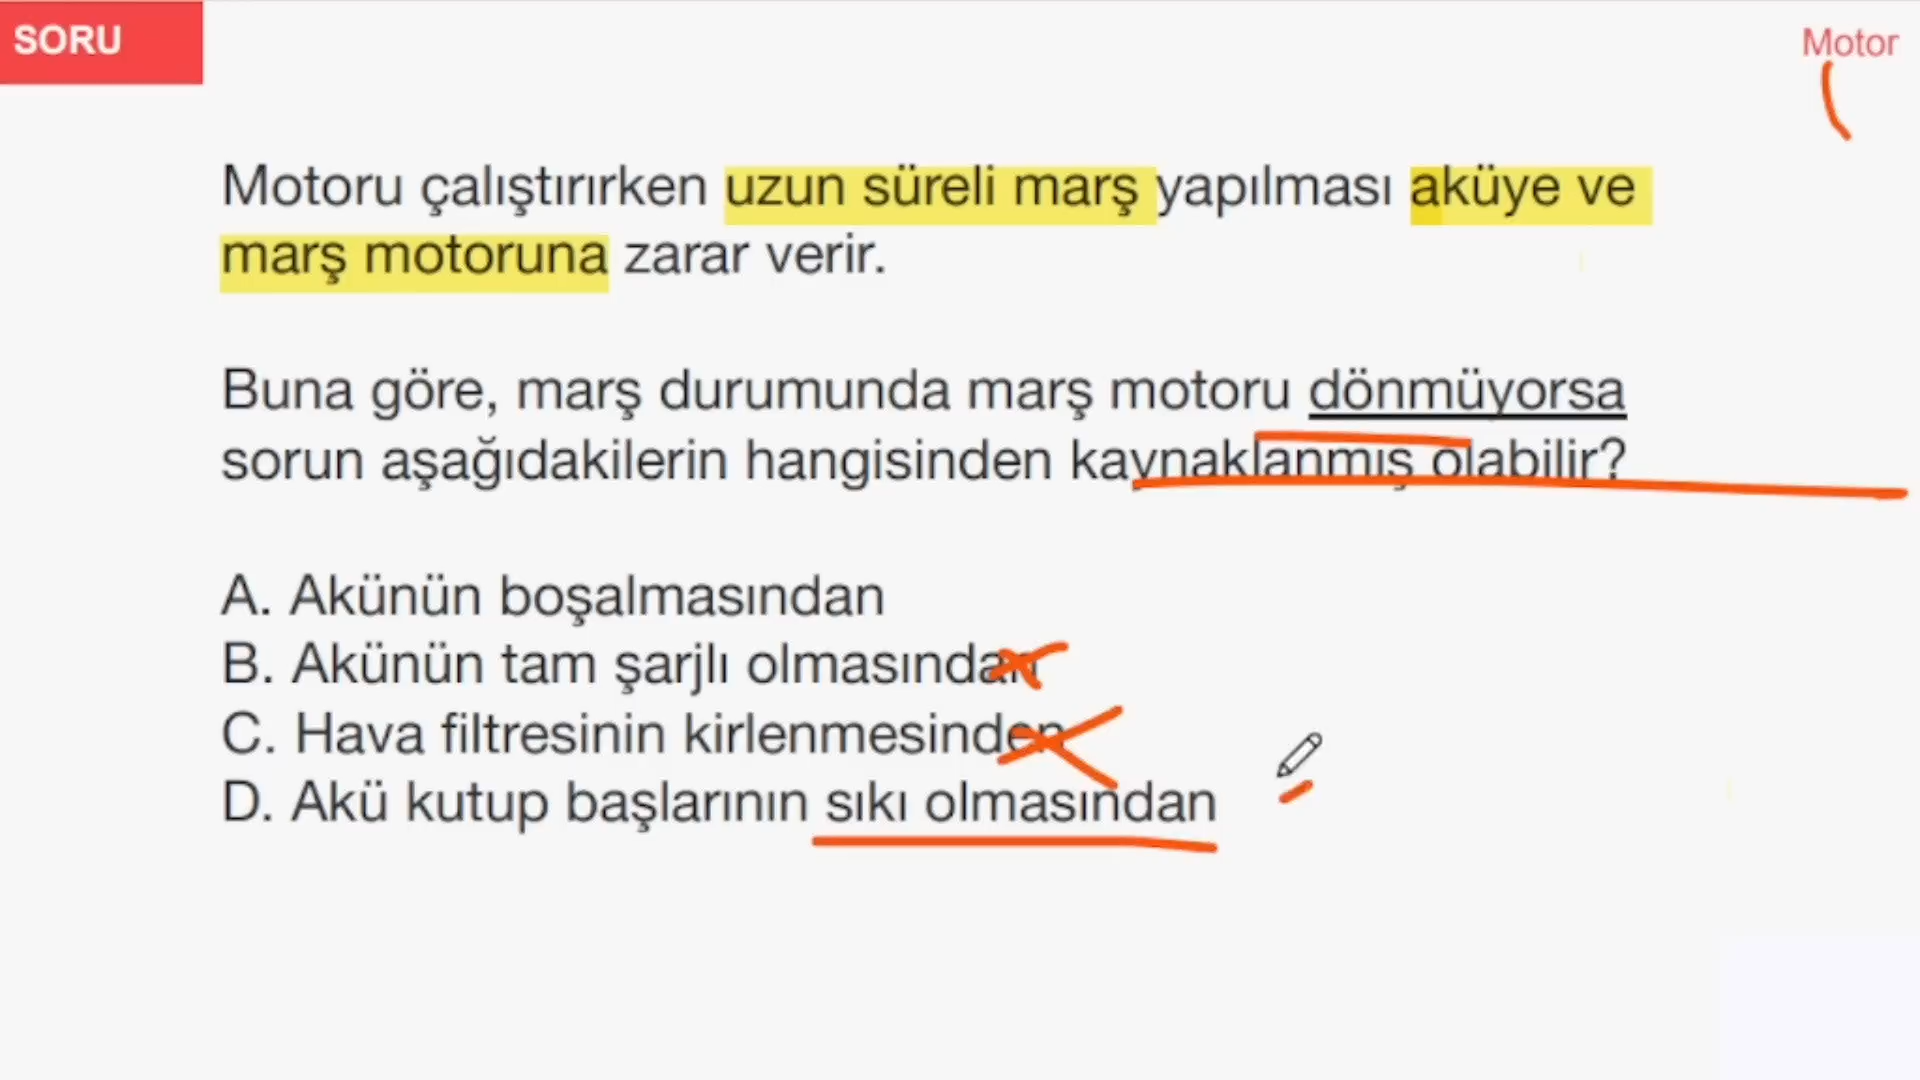 SORU
Motor
Motoru çalıştırırken uzun süreli marş yapılması aküye ve
marş motoruna zarar verir.
Buna göre, marş durumunda marş motoru dönmüyorsa
sorun aşağıdakilerin hangisinden kaynaklanmış olabilir?
A. Akünün boşalmasından
B. Akünün tam şarjlı olmasından
C. Hava filtresinin kirlenmesinden
D. Akü kutup başlarının sıkı olmasından